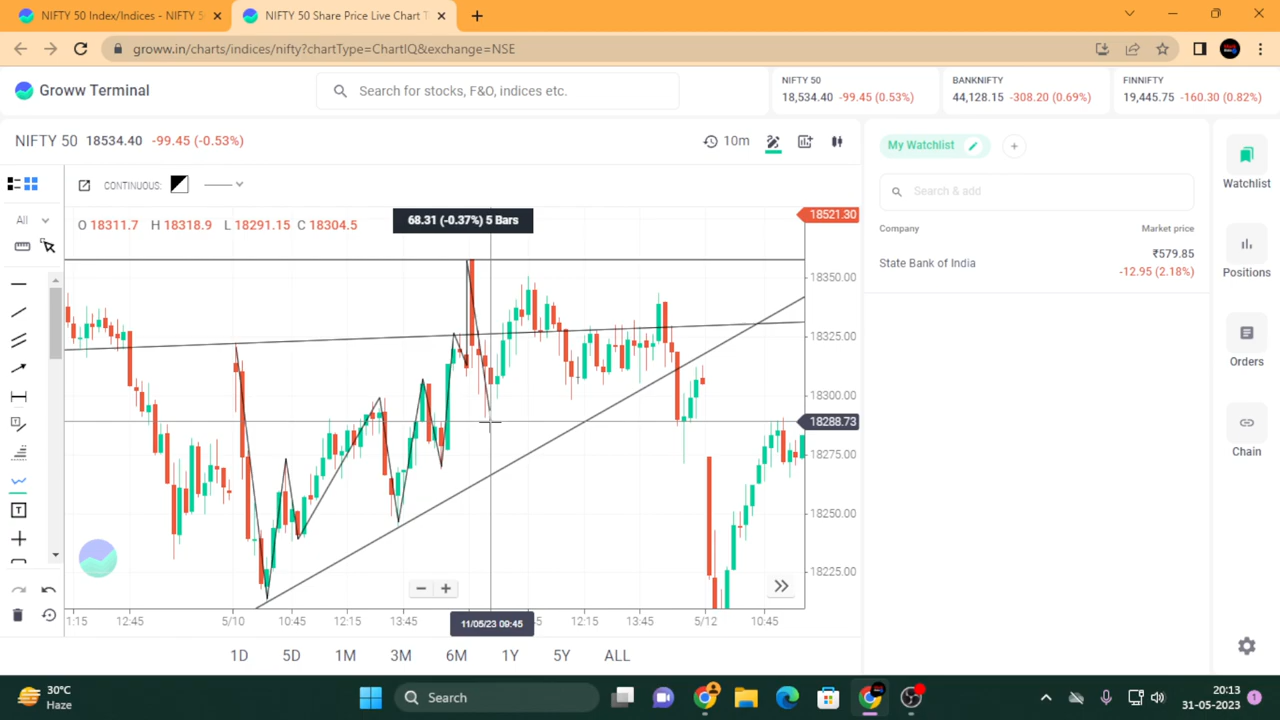 NIFTY 50 Index/Indices - NIFTY 5
NIFTY 50 Share Price Live Chart T
groww.in/charts/indices/nifty?chartType=ChartIQ&exchange=NSE
Groww Terminal
Search for stocks, F&O, indices etc.
NIFTY 50
18,534.40 -99.45 (0.53%)
BANKNIFTY
44,128.15 -308.20 (0.69%)
FINNIFTY
19,445.75 -160.30 (0.82%)
NIFTY 50 18534.40 -99.45 (-0.53%)
10m
CONTINUOUS:
All
O 18311.7 H 18318.9 L 18291.15 C 18304.5
68.31 (-0.37%) 5 Bars
18521.30
18350.00
18325.00
18300.00
18288.73
18275.00
18250.00
18225.00
1:15 12:45 5/10 10:45 12:15 13:45 11/05/23 09:45 5 12:15 13:45 5/12 10:45
1D 5D 1M 3M 6M 1Y 5Y ALL
My Watchlist
Search & add
Company Market price
State Bank of India ₹579.85
-12.95 (2.18%)
Watchlist
Positions
Orders
Chain
T
30°C
Haze
Search
20:13
31-05-2023
1